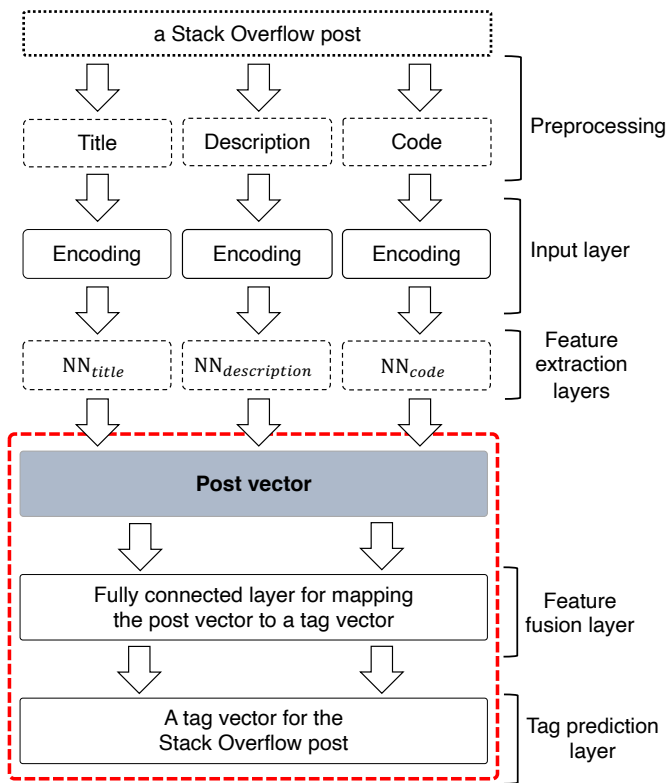 a Stack Overflow post
Preprocessing
Title
Description
Code
Encoding
Encoding
Encoding
Input layer
NNtitle
NNdescription
NNcode
Feature
extraction
layers
Post vector
Fully connected layer for mapping
the post vector to a tag vector
Feature
fusion layer
A tag vector for the
Stack Overflow post
Tag prediction
layer